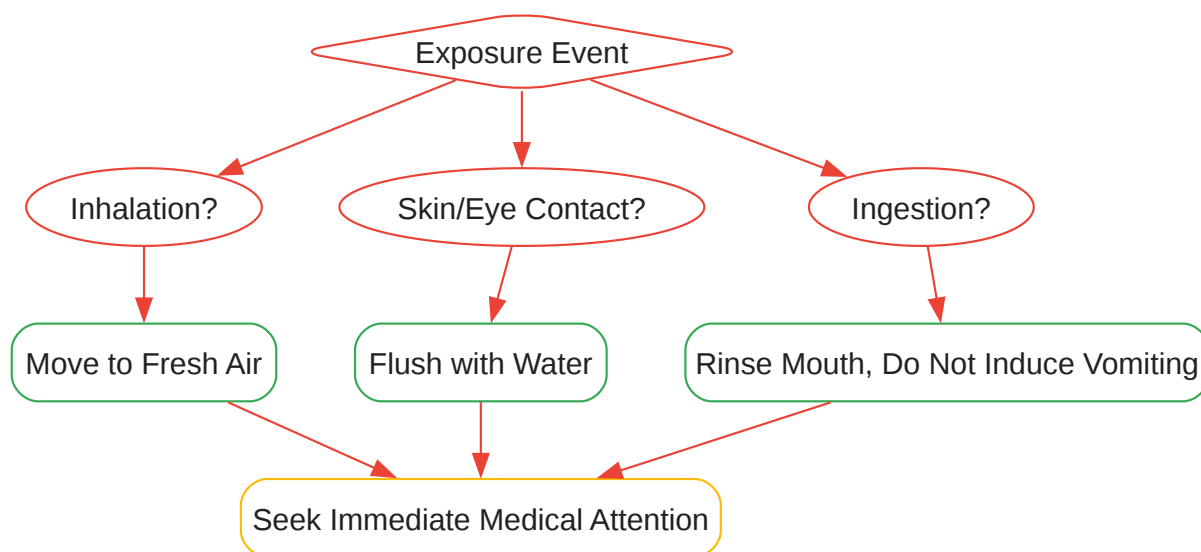 Exposure Event
Inhalation?
Skin/Eye Contact?
Ingestion?
Move to Fresh Air
Flush with Water
Rinse Mouth, Do Not Induce Vomiting
Seek Immediate Medical Attention